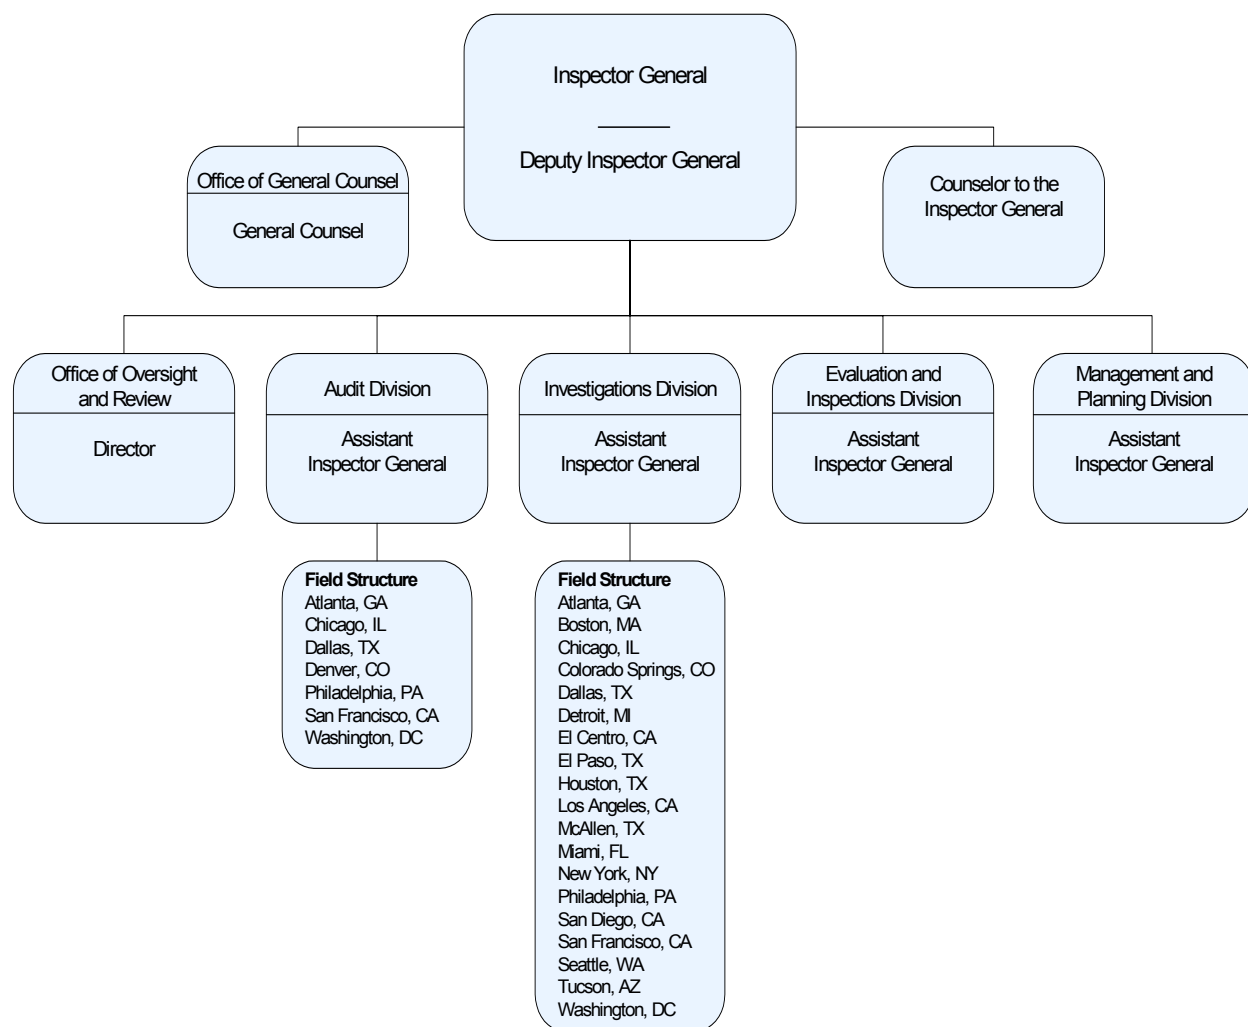 Inspector General
Deputy Inspector General
Office of General Counsel
General Counsel
Counselor to the
Inspector General
Office of Oversight
and Review
Director
Audit Division
Assistant
Inspector General
Investigations Division
Assistant
Inspector General
Evaluation and
Inspections Division
Assistant
Inspector General
Management and
Planning Division
Assistant
Inspector General
Field Structure
Atlanta, GA
Chicago, IL
Dallas, TX
Denver, CO
Philadelphia, PA
San Francisco, CA
Washington, DC
Field Structure
Atlanta, GA
Boston, MA
Chicago, IL
Colorado Springs, CO
Dallas, TX
Detroit, MI
El Centro, CA
El Paso, TX
Houston, TX
Los Angeles, CA
McAllen, TX
Miami, FL
New York, NY
Philadelphia, PA
San Diego, CA
San Francisco, CA
Seattle, WA
Tucson, AZ
Washington, DC